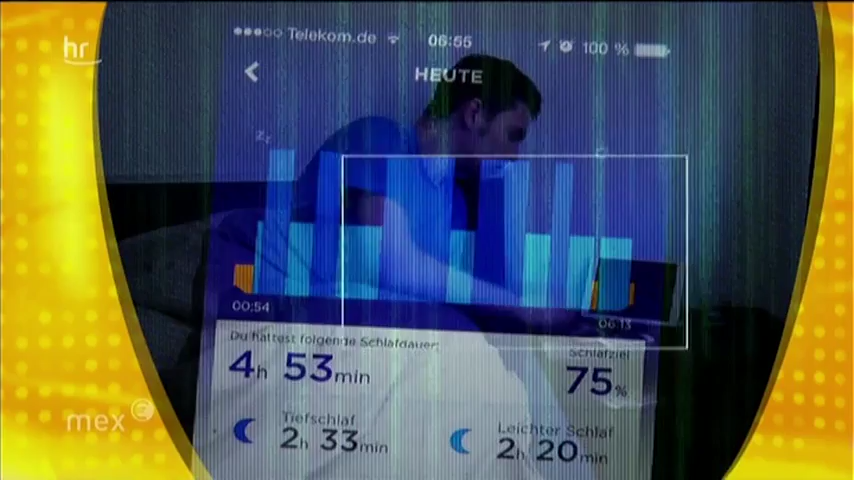 hr
Telekom.de
06:55
100 %
HEUTE
00:54
06:13
Du hattest folgende Schlafdauer:
Schlafziel
4h 53min
75%
Tiefschlaf
Leichter Schlaf
2h 33min
2h 20min
mex